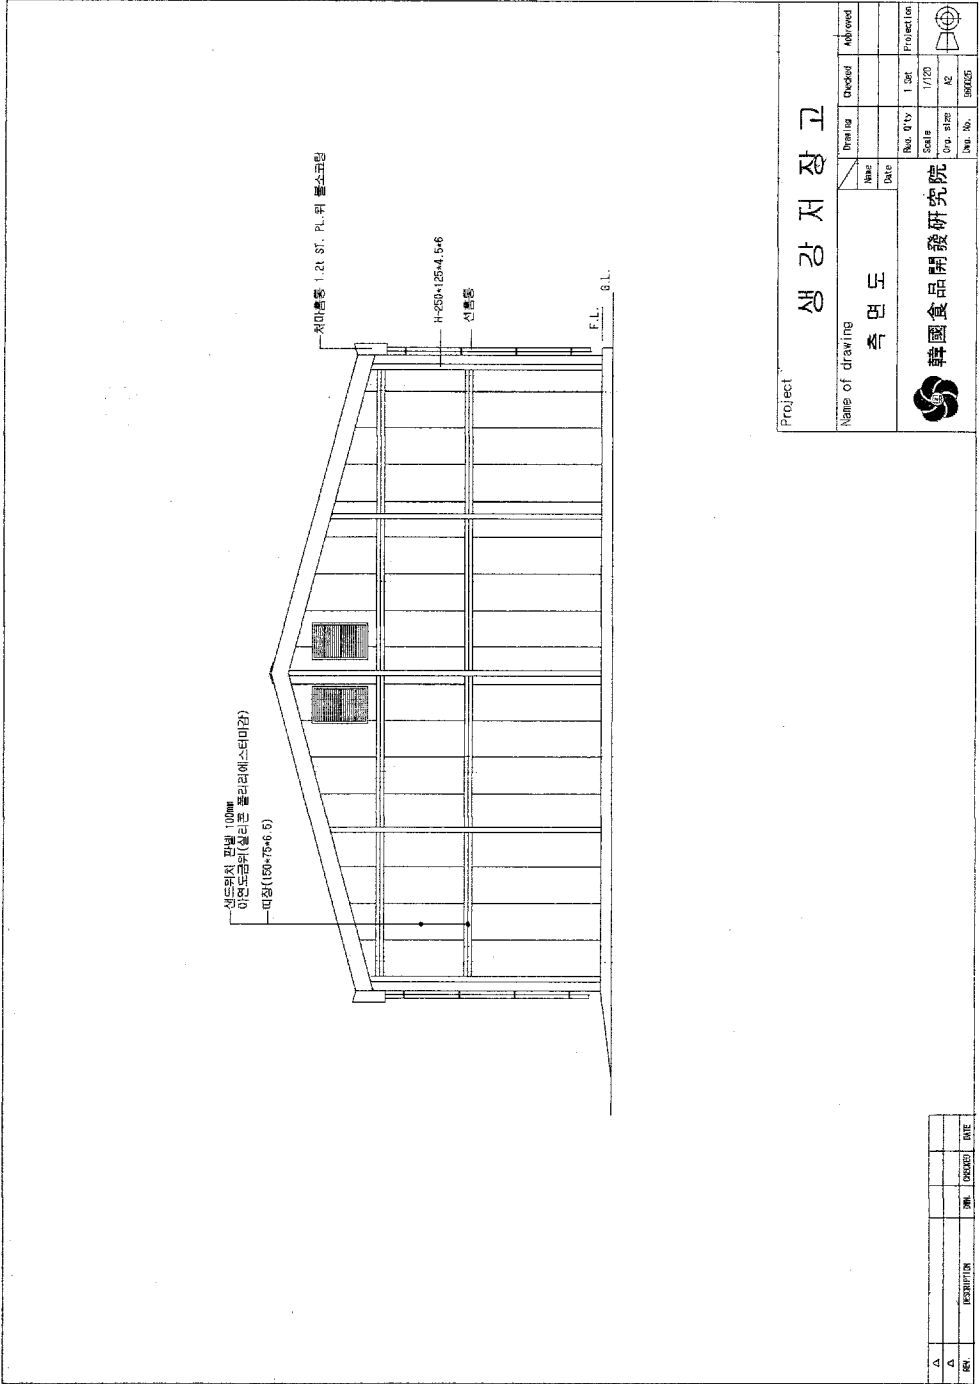 샌드위치 판넬 100mm
아연도금위(실리콘 폴리에스터마감)
띠장(150*75*6.5)
처마홈통 1.2t ST. PL.위 불소코팅
H-250*125*4.5*6
선홈통
F.L.
G.L.
Project
생 강 저 장 고
Name of drawing
측 면 도
Drawing Checked Approved
Name
Date
Req. Q'ty 1 Set Projection
Scale 1/120
Org. size A2
Dwg. No. 960025
韓國食品開發硏究院
REV. DESCRIPTION DWN. CHECKED DATE